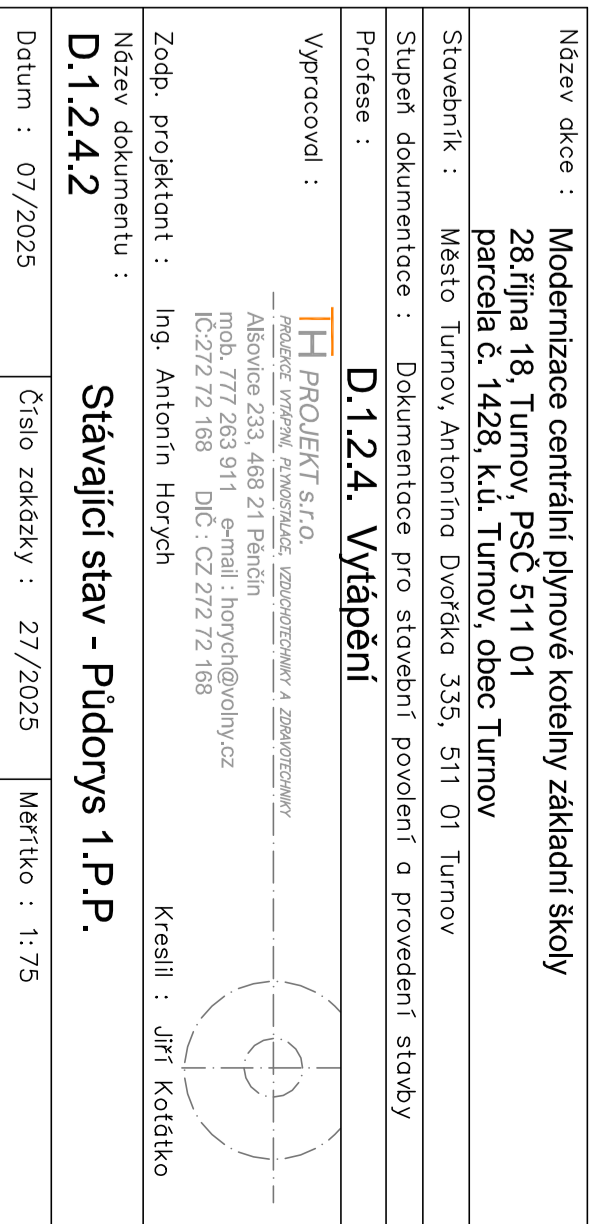 Název akce : Modernizace centrální plynové kotelny základní školy
28.října 18, Turnov, PSČ 511 01
parcela č. 1428, k.ú. Turnov, obec Turnov
Stavebník : Město Turnov, Antonína Dvořáka 335, 511 01 Turnov
Stupeň dokumentace : Dokumentace pro stavební povolení a provedení stavby
Profese : D.1.2.4. Vytápění
Vypracoval :
TH PROJEKT s.r.o.
PROJEKCE VYTÁPĚNÍ, PLYNOISTALACE, VZDUCHOTECHNIKY A ZDRAVOTECHNIKY
Alšovice 233, 468 21 Pěnčín
mob. 777 263 911 e-mail : horych@volny.cz
IČ:272 72 168 DIČ : CZ 272 72 168
Zodp. projektant : Ing. Antonín Horych Kreslil : Jiří Koťátko
Název dokumentu :
D.1.2.4.2 Stávající stav - Půdorys 1.P.P.
Datum : 07/2025 Číslo zakázky : 27/2025 Měřítko : 1:75